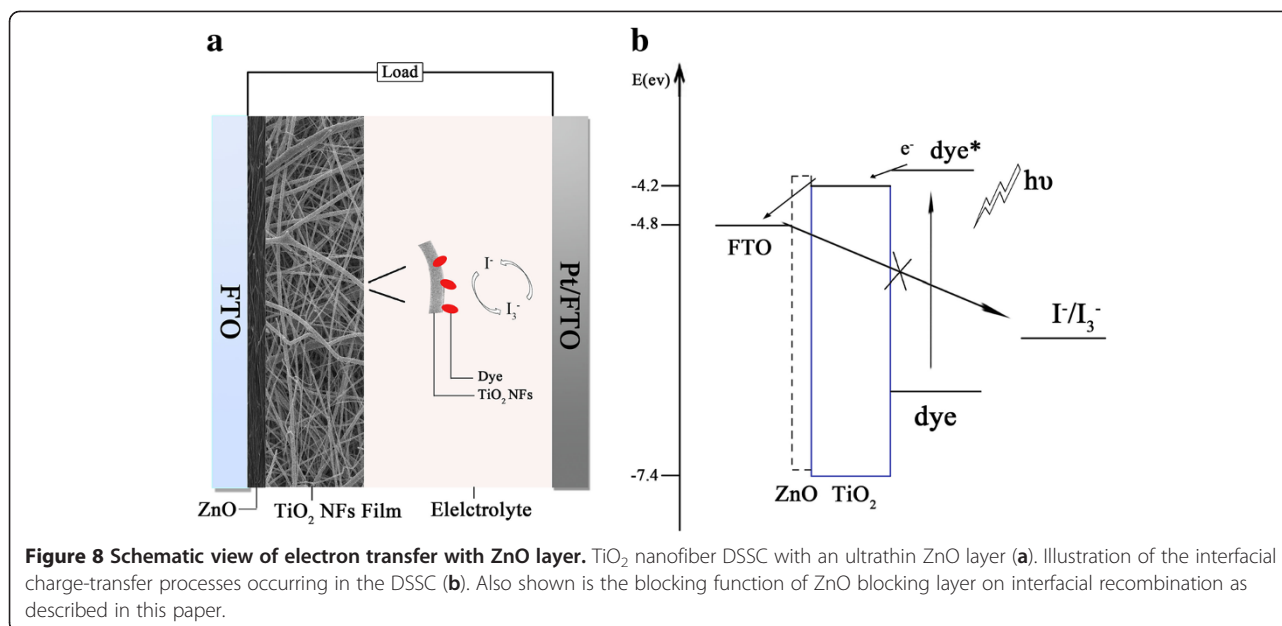 a
Load
FTO
Pt/FTO
I⁻
I₃⁻
Dye
TiO₂ NFs
ZnO
TiO₂ NFs Film
Elelctrolyte
b
E(ev)
-4.2
-4.8
-7.4
e⁻
dye*
hυ
FTO
I⁻/I₃⁻
dye
ZnO
TiO₂
Figure 8 Schematic view of electron transfer with ZnO layer. TiO₂ nanofiber DSSC with an ultrathin ZnO layer (a). Illustration of the interfacial
charge-transfer processes occurring in the DSSC (b). Also shown is the blocking function of ZnO blocking layer on interfacial recombination as
described in this paper.